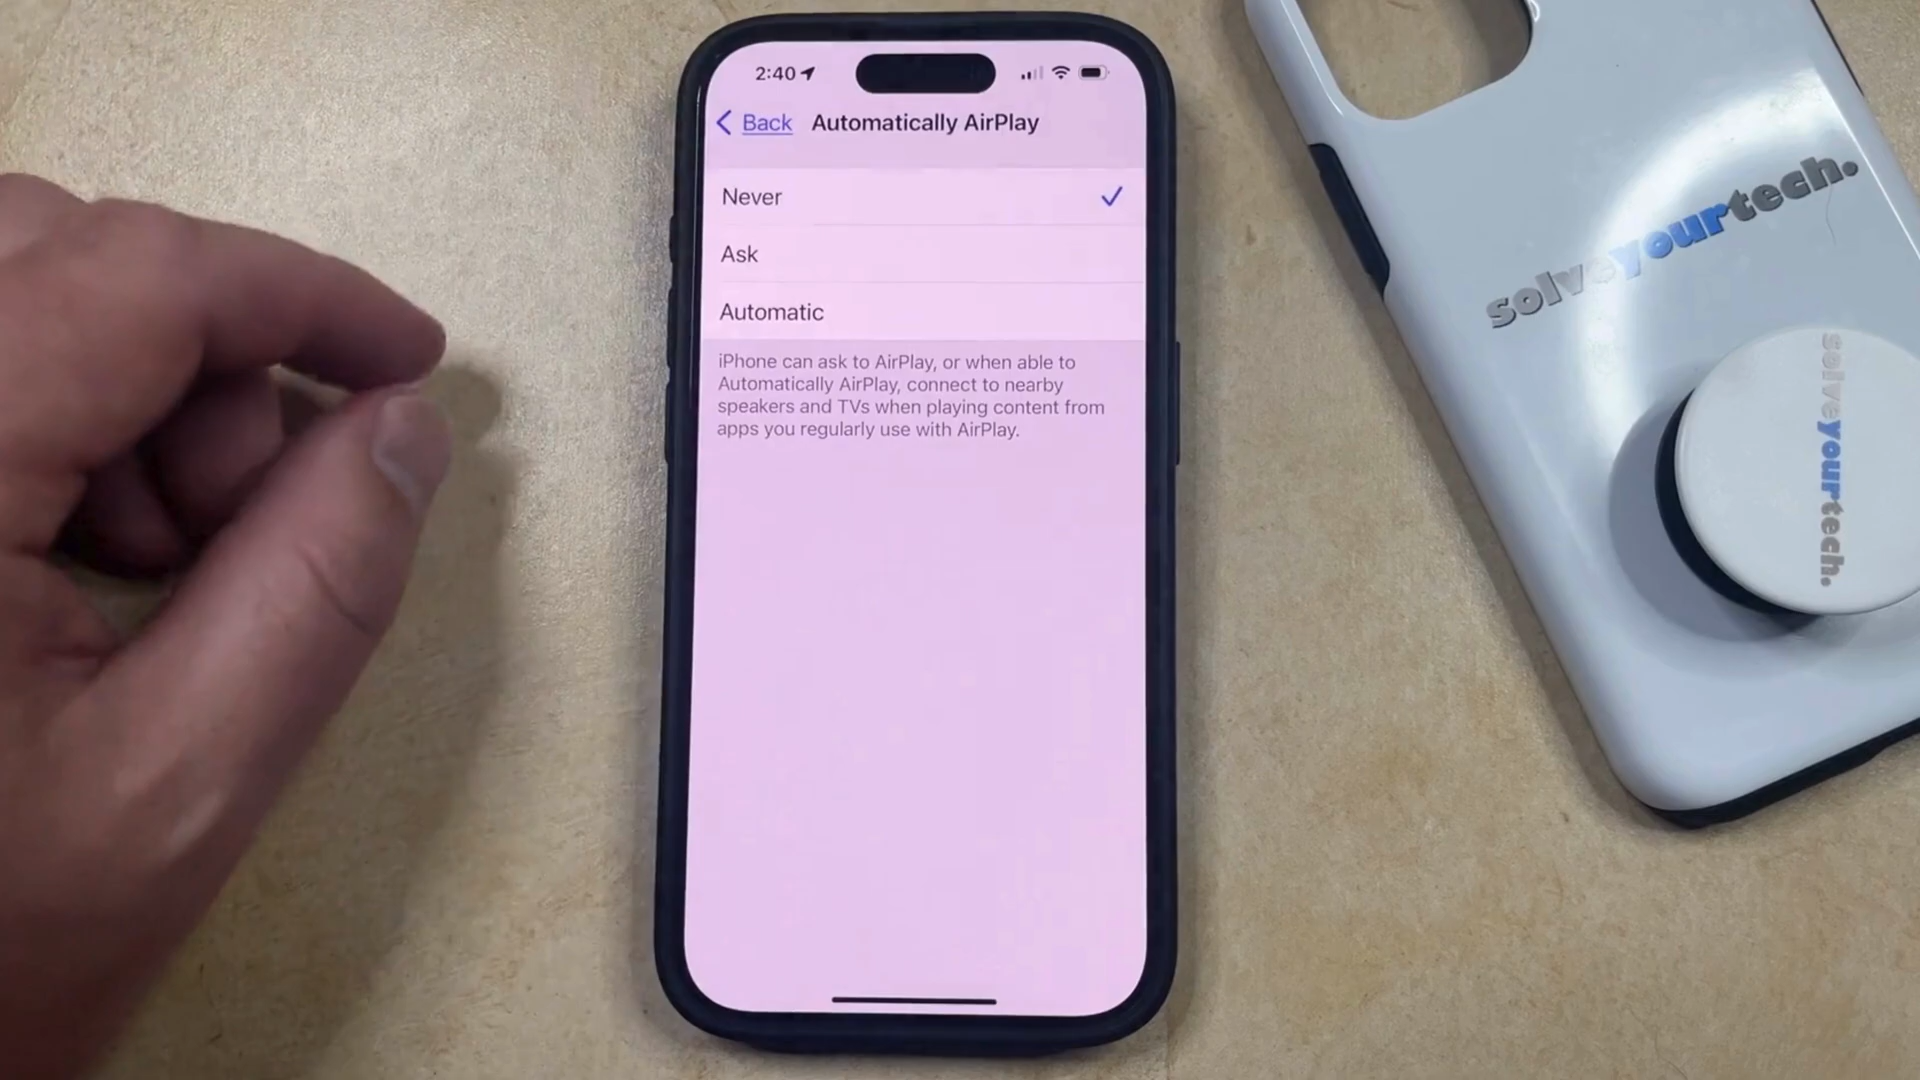 2:40
Back
Automatically AirPlay
Never
Ask
Automatic
iPhone can ask to AirPlay, or when able to
Automatically AirPlay, connect to nearby
speakers and TVs when playing content from
apps you regularly use with AirPlay.
solveyourtech.
solveyourtech.